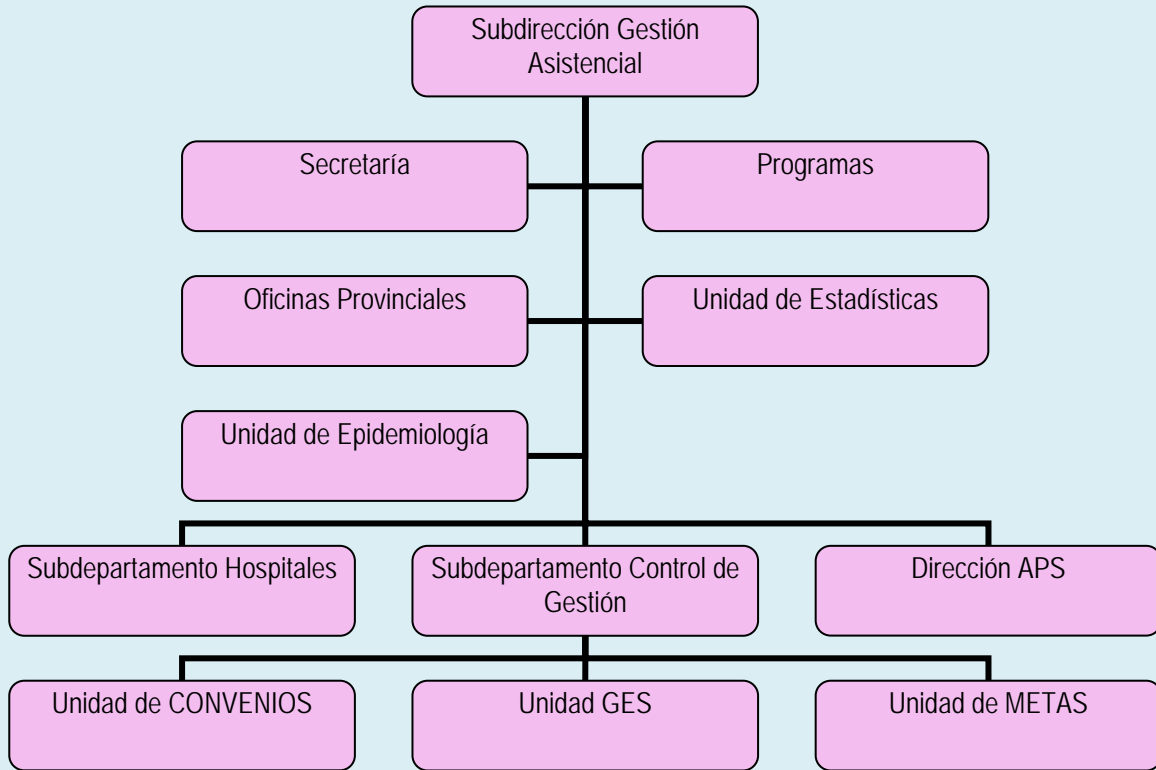 Subdirección Gestión
Asistencial
Secretaría
Programas
Oficinas Provinciales
Unidad de Estadísticas
Unidad de Epidemiología
Subdepartamento Hospitales
Subdepartamento Control de
Gestión
Dirección APS
Unidad de CONVENIOS
Unidad GES
Unidad de METAS